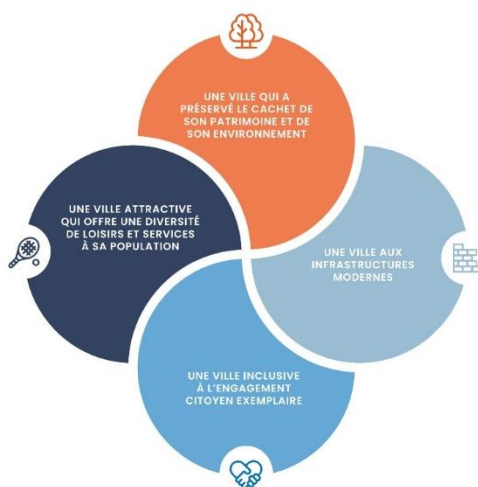 UNE VILLE QUI A
PRÉSERVÉ LE CACHET DE
SON PATRIMOINE ET DE
SON ENVIRONNEMENT
UNE VILLE ATTRACTIVE
QUI OFFRE UNE DIVERSITÉ
DE LOISIRS ET SERVICES
À SA POPULATION
UNE VILLE AUX
INFRASTRUCTURES
MODERNES
UNE VILLE INCLUSIVE
À L'ENGAGEMENT
CITOYEN EXEMPLAIRE